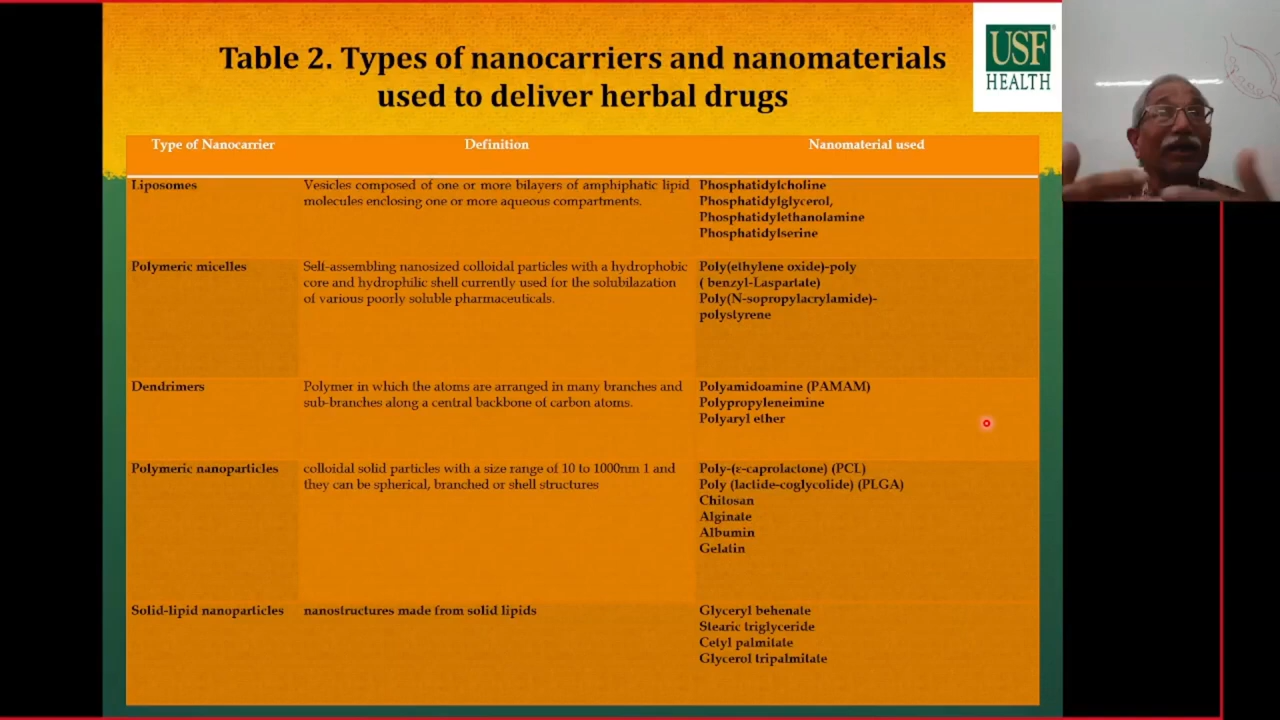 Table 2. Types of nanocarriers and nanomaterials
used to deliver herbal drugs
USF
HEALTH
Type of Nanocarrier Definition Nanomaterial used
Liposomes
Vesicles composed of one or more bilayers of amphiphatic lipid
molecules enclosing one or more aqueous compartments.
Phosphatidylcholine
Phosphatidylglycerol,
Phosphatidylethanolamine
Phosphatidylserine
Polymeric micelles
Self-assembling nanosized colloidal particles with a hydrophobic
core and hydrophilic shell currently used for the solubilazation
of various poorly soluble pharmaceuticals.
Poly(ethylene oxide)-poly
( benzyl-Laspartate)
Poly(N-sopropylacrylamide)-
polystyrene
Dendrimers
Polymer in which the atoms are arranged in many branches and
sub-branches along a central backbone of carbon atoms.
Polyamidoamine (PAMAM)
Polypropyleneimine
Polyaryl ether
Polymeric nanoparticles
colloidal solid particles with a size range of 10 to 1000nm 1 and
they can be spherical, branched or shell structures
Poly-(ε-caprolactone) (PCL)
Poly (lactide-coglycolide) (PLGA)
Chitosan
Alginate
Albumin
Gelatin
Solid-lipid nanoparticles
nanostructures made from solid lipids
Glyceryl behenate
Stearic triglyceride
Cetyl palmitate
Glycerol tripalmitate